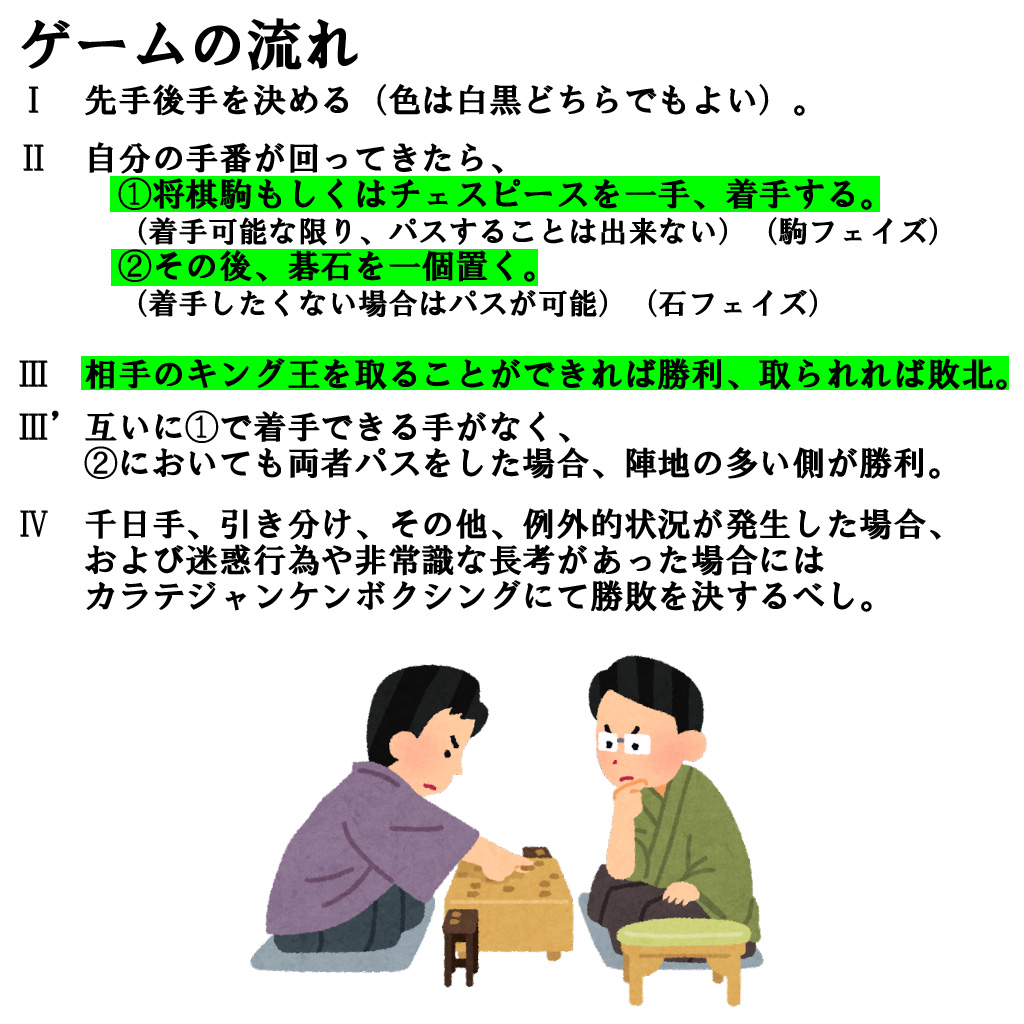 ゲームの流れ
Ⅰ 先手後手を決める（色は白黒どちらでもよい）。
Ⅱ 自分の手番が回ってきたら、
①将棋駒もしくはチェスピースを一手、着手する。
（着手可能な限り、パスすることは出来ない）（駒フェイズ）
②その後、碁石を一個置く。
（着手したくない場合はパスが可能）（石フェイズ）
Ⅲ 相手のキング王を取ることができれば勝利、取られれば敗北。
Ⅲ’ 互いに①で着手できる手がなく、
②においても両者パスをした場合、陣地の多い側が勝利。
Ⅳ 千日手、引き分け、その他、例外的状況が発生した場合、
および迷惑行為や非常識な長考があった場合には
カラテジャンケンボクシングにて勝敗を決するべし。